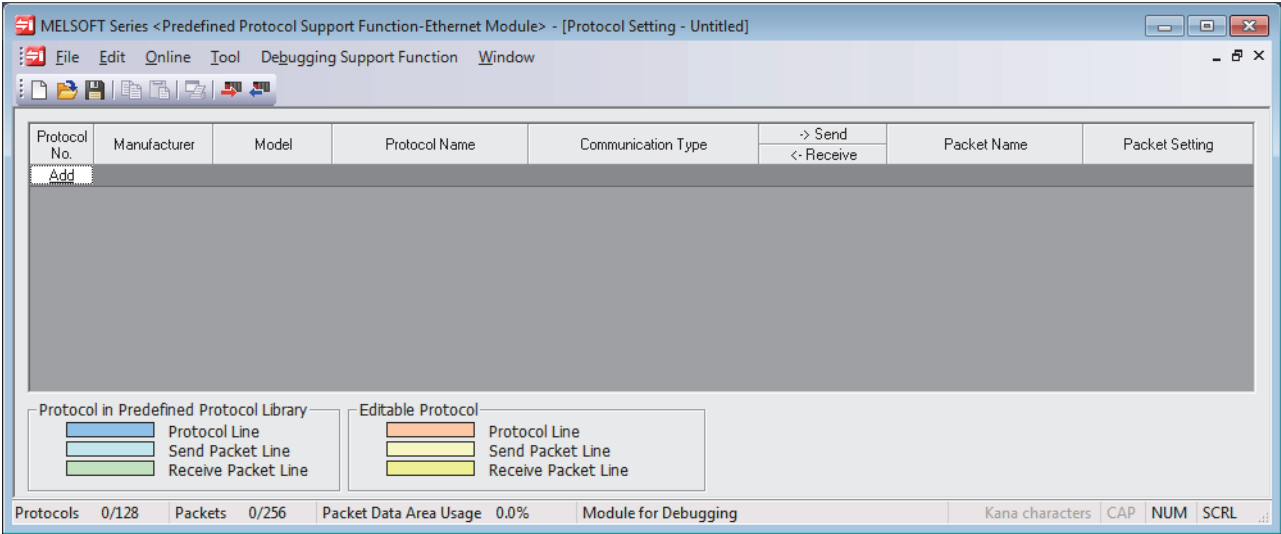 MELSOFT Series <Predefined Protocol Support Function-Ethernet Module> - [Protocol Setting - Untitled]
File Edit Online Tool Debugging Support Function Window
Protocol No. Manufacturer Model Protocol Name Communication Type -> Send Packet Name Packet Setting
<- Receive
Add
Protocol in Predefined Protocol Library Editable Protocol
Protocol Line Protocol Line
Send Packet Line Send Packet Line
Receive Packet Line Receive Packet Line
Protocols 0/128 Packets 0/256 Packet Data Area Usage 0.0% Module for Debugging Kana characters CAP NUM SCRL